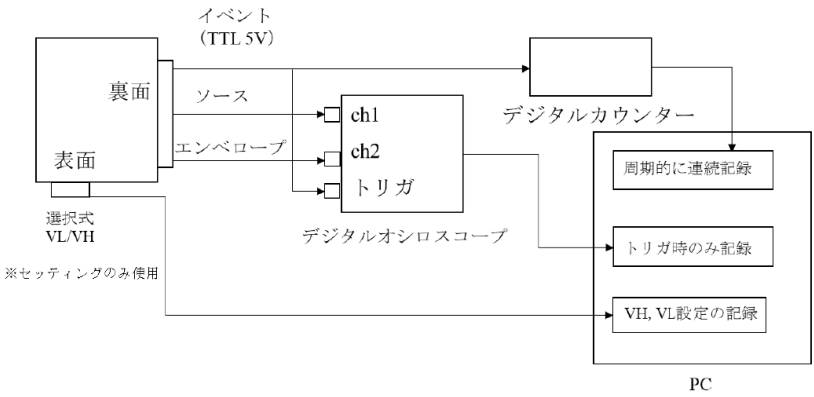 イベント
（TTL 5V）
裏面
ソース
デジタルカウンター
ch1
エンベロープ
ch2
表面
トリガ
周期的に連続記録
選択式
VL/VH
デジタルオシロスコープ
トリガ時のみ記録
※セッティングのみ使用
VH, VL設定の記録
PC